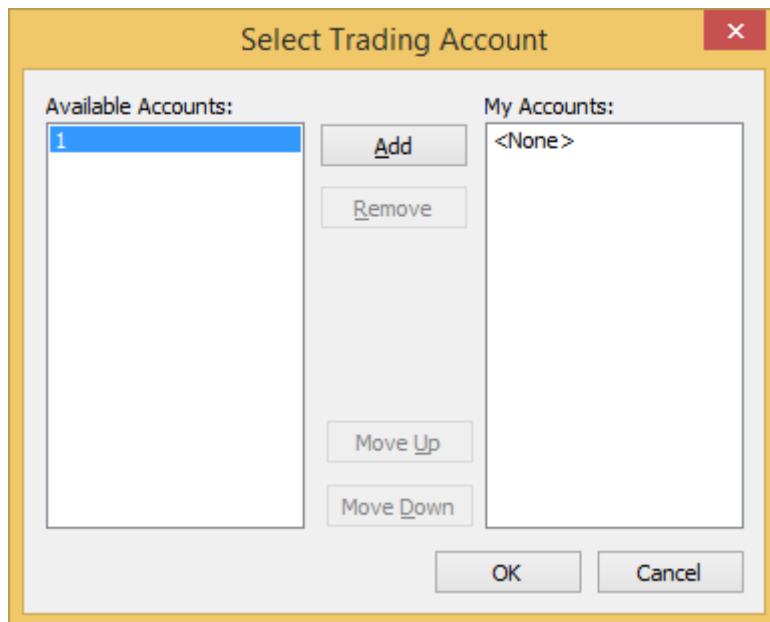 Select Trading Account
×
Available Accounts:
My Accounts:
1
<None>
Add
Remove
Move Up
Move Down
OK
Cancel